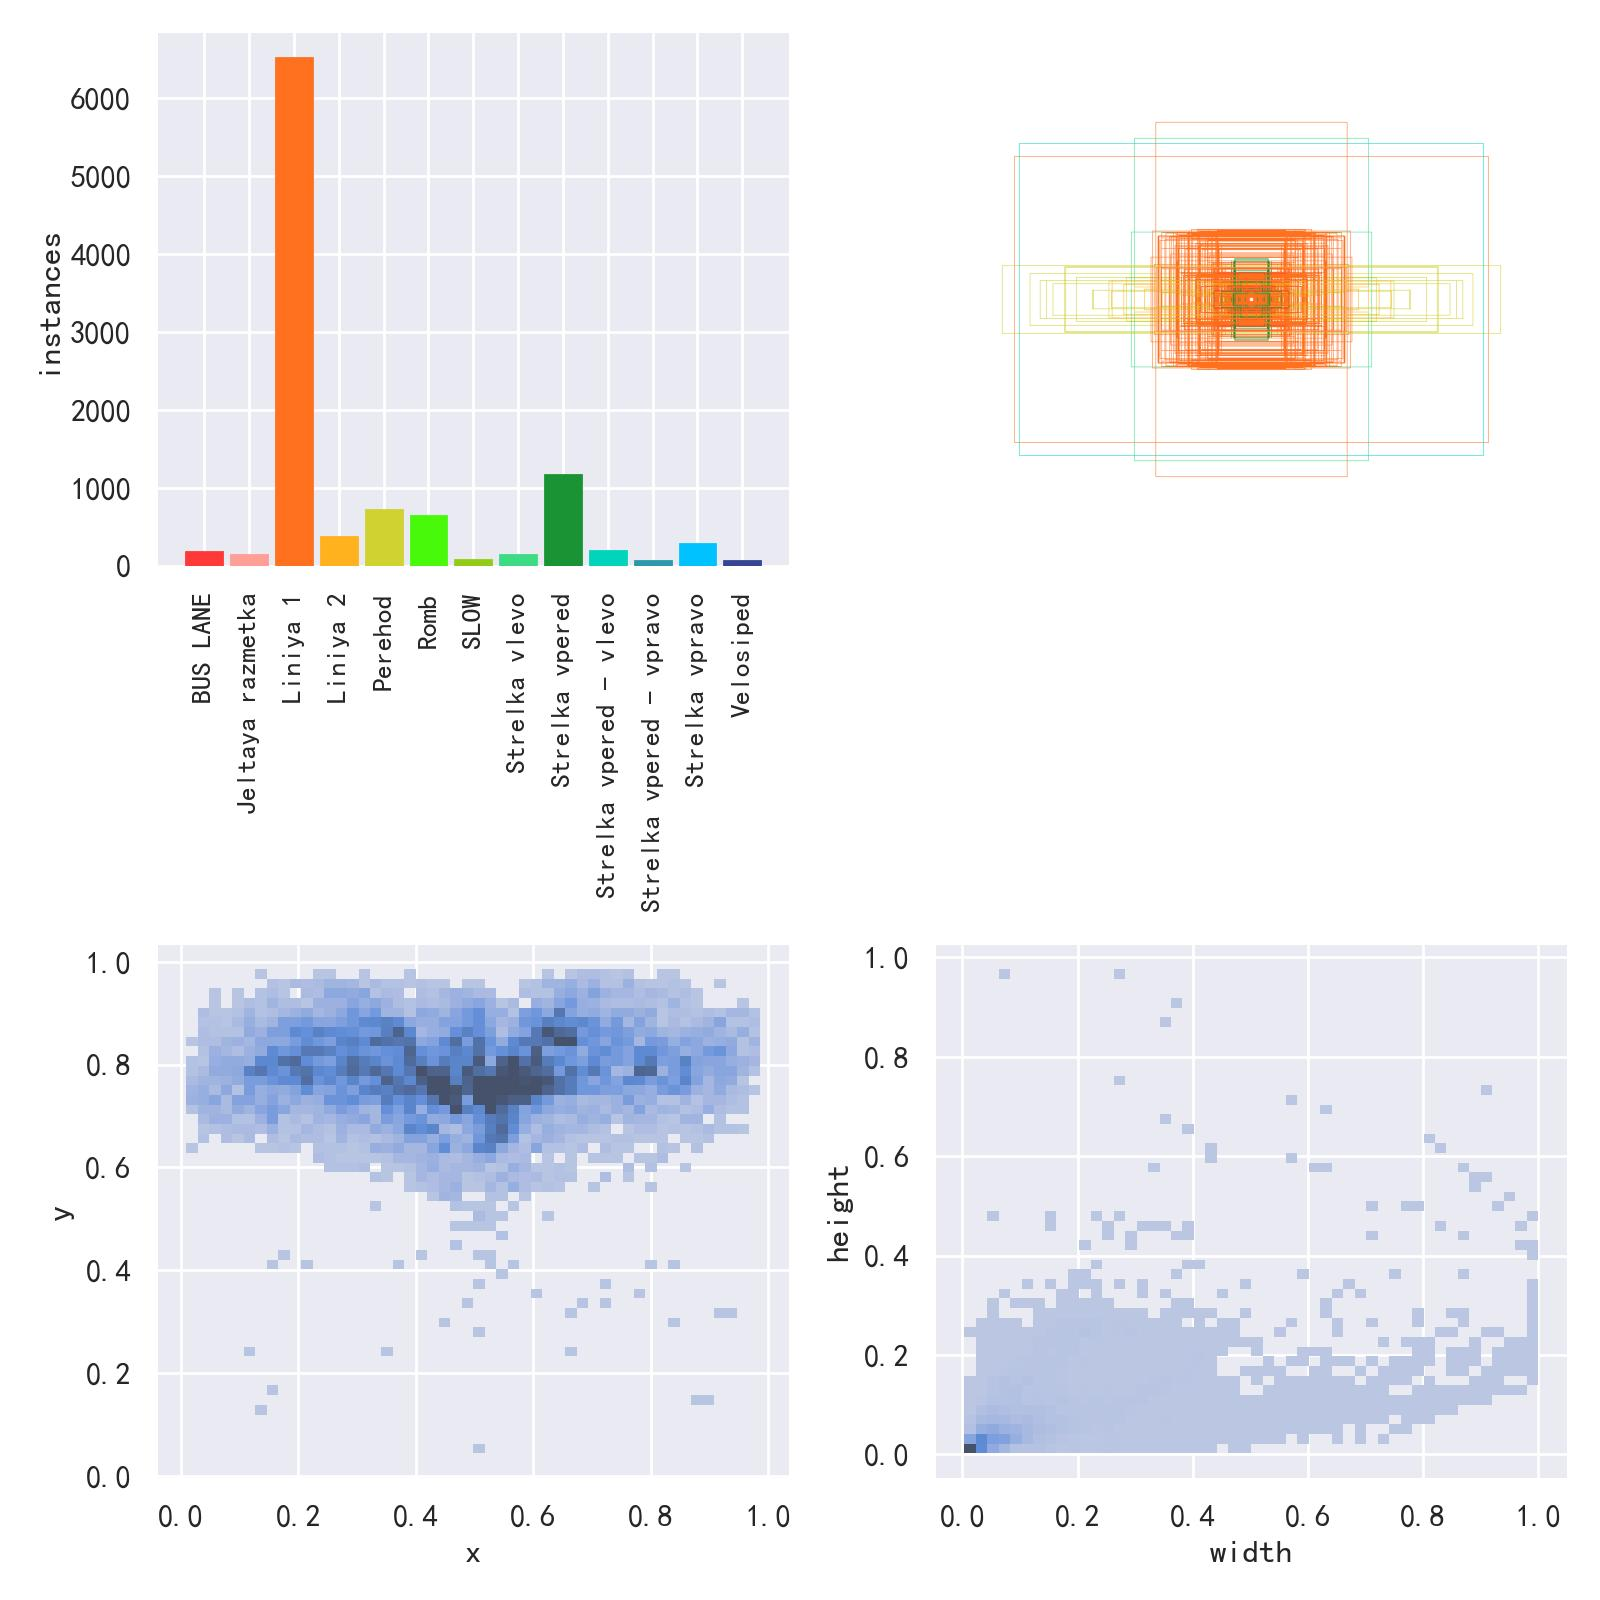 instances
6000
5000
4000
3000
2000
1000
0
BUS LANE
Jeltaya razmetka
Liniya 1
Liniya 2
Perehod
Romb
SLOW
Strelka vlevo
Strelka vpered
Strelka vpered - vlevo
Strelka vpered - vpravo
Strelka vpravo
Velosiped
y
1.0
0.8
0.6
0.4
0.2
0.0
0.0 0.2 0.4 0.6 0.8 1.0
x
height
1.0
0.8
0.6
0.4
0.2
0.0
0.0 0.2 0.4 0.6 0.8 1.0
width